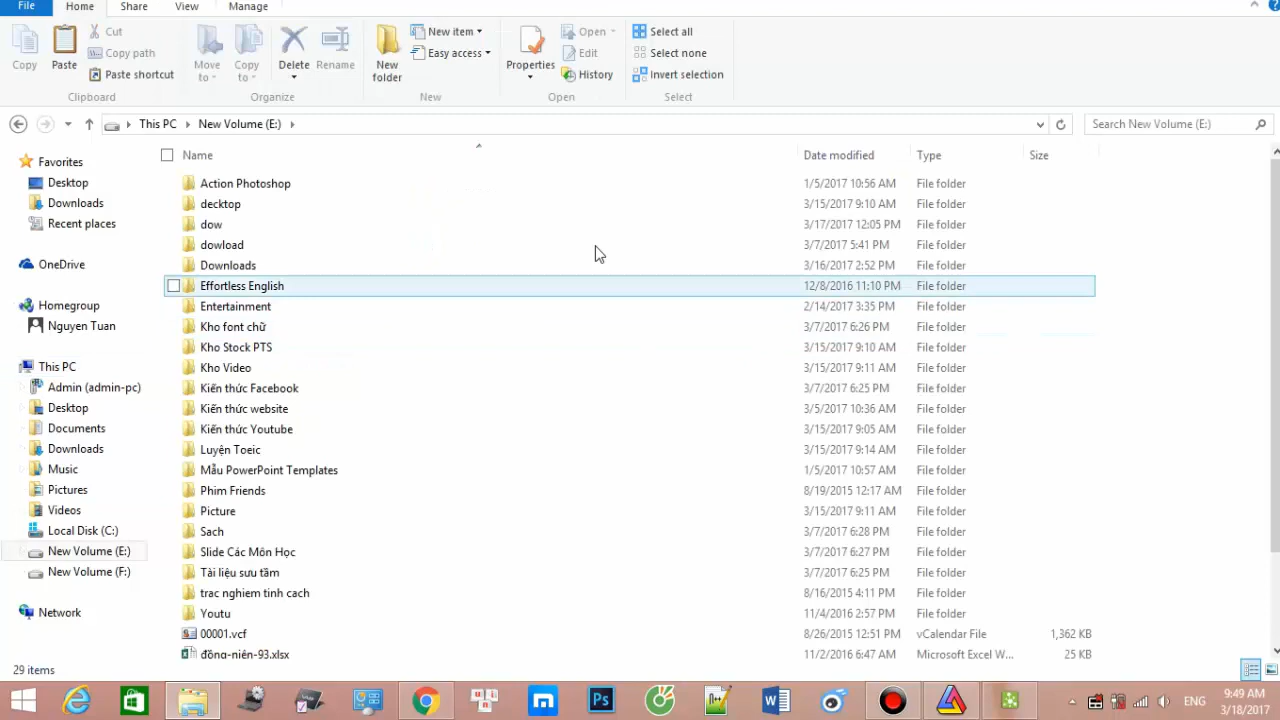 File Home Share View Manage
Cut
Copy path
Paste shortcut
Copy Paste
Clipboard
Move to Copy to Delete Rename
Organize
New folder
New item
Easy access
New
Properties
Open
Edit
History
Open
Select all
Select none
Invert selection
Select
This PC New Volume (E:) Search New Volume (E:)
Favorites
Desktop
Downloads
Recent places
OneDrive
Homegroup
Nguyen Tuan
This PC
Admin (admin-pc)
Desktop
Documents
Downloads
Music
Pictures
Videos
Local Disk (C:)
New Volume (E:)
New Volume (F:)
Network
Name Date modified Type Size
Action Photoshop 1/5/2017 10:56 AM File folder
decktop 3/15/2017 9:10 AM File folder
dow 3/17/2017 12:05 PM File folder
dowload 3/7/2017 5:41 PM File folder
Downloads 3/16/2017 2:52 PM File folder
Effortless English 12/8/2016 11:10 PM File folder
Entertainment 2/14/2017 3:35 PM File folder
Kho font chữ 3/7/2017 6:26 PM File folder
Kho Stock PTS 3/15/2017 9:10 AM File folder
Kho Video 3/15/2017 9:11 AM File folder
Kiến thức Facebook 3/7/2017 6:25 PM File folder
Kiến thức website 3/5/2017 10:36 AM File folder
Kiến thức Youtube 3/15/2017 9:05 AM File folder
Luyện Toeic 3/15/2017 9:14 AM File folder
Mẫu PowerPoint Templates 1/5/2017 10:57 AM File folder
Phim Friends 8/19/2015 12:17 AM File folder
Picture 3/15/2017 9:11 AM File folder
Sach 3/7/2017 6:28 PM File folder
Slide Các Môn Học 3/7/2017 6:27 PM File folder
Tài liệu sưu tầm 3/7/2017 6:25 PM File folder
trac nghiem tinh cach 8/16/2015 4:11 PM File folder
Youtu 11/4/2016 2:57 PM File folder
00001.vcf 8/26/2015 12:51 PM vCalendar File 1,362 KB
đồng-niên-93.xlsx 11/2/2016 6:47 AM Microsoft Excel W... 25 KB
29 items
Ps
ENG
9:49 AM
3/18/2017